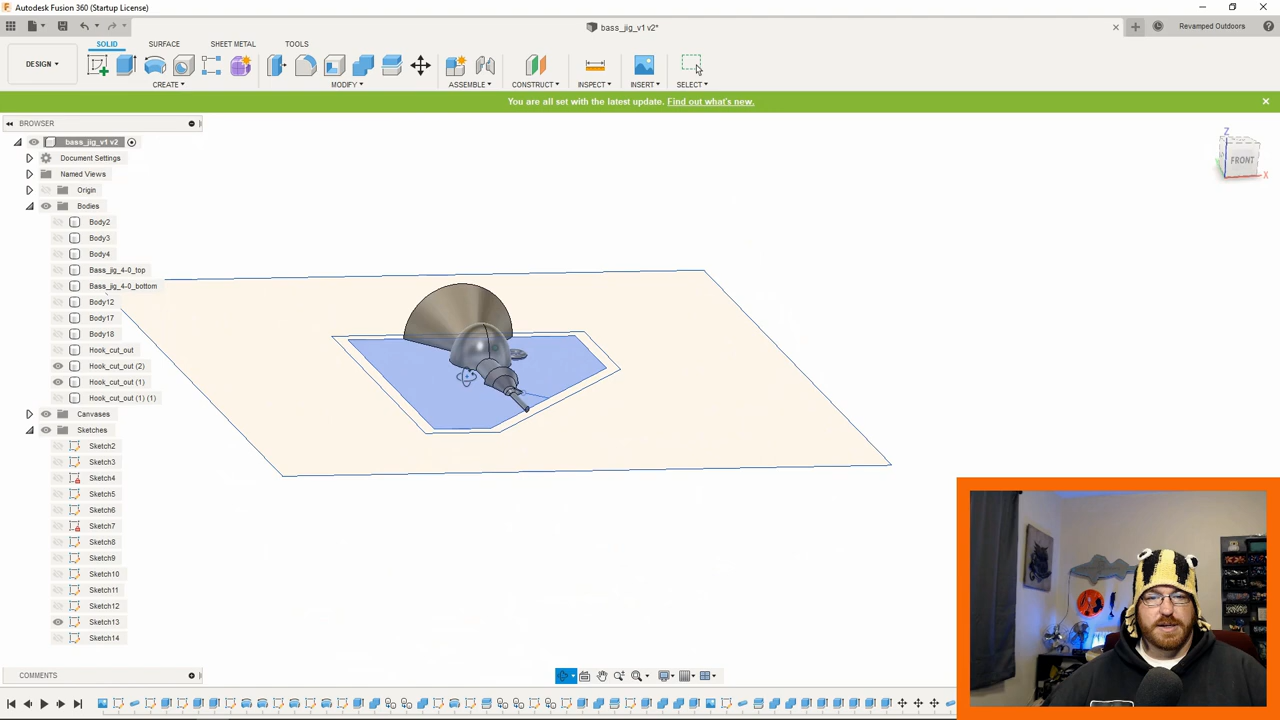 Autodesk Fusion 360 (Startup License)
bass_jig_v1 v2*
Revamped Outdoors
SOLID SURFACE SHEET METAL TOOLS
DESIGN
CREATE MODIFY ASSEMBLE CONSTRUCT INSPECT INSERT SELECT
You are all set with the latest update. Find out what's new.
BROWSER
bass_jig_v1 v2
Document Settings
Named Views
Origin
Bodies
Body2
Body3
Body4
Bass_jig_4-0_top
Bass_jig_4-0_bottom
Body12
Body17
Body18
Hook_cut_out
Hook_cut_out (2)
Hook_cut_out (1)
Hook_cut_out (1) (1)
Canvases
Sketches
Sketch2
Sketch3
Sketch4
Sketch5
Sketch6
Sketch7
Sketch8
Sketch9
Sketch10
Sketch11
Sketch12
Sketch13
Sketch14
Z
FRONT
X
COMMENTS